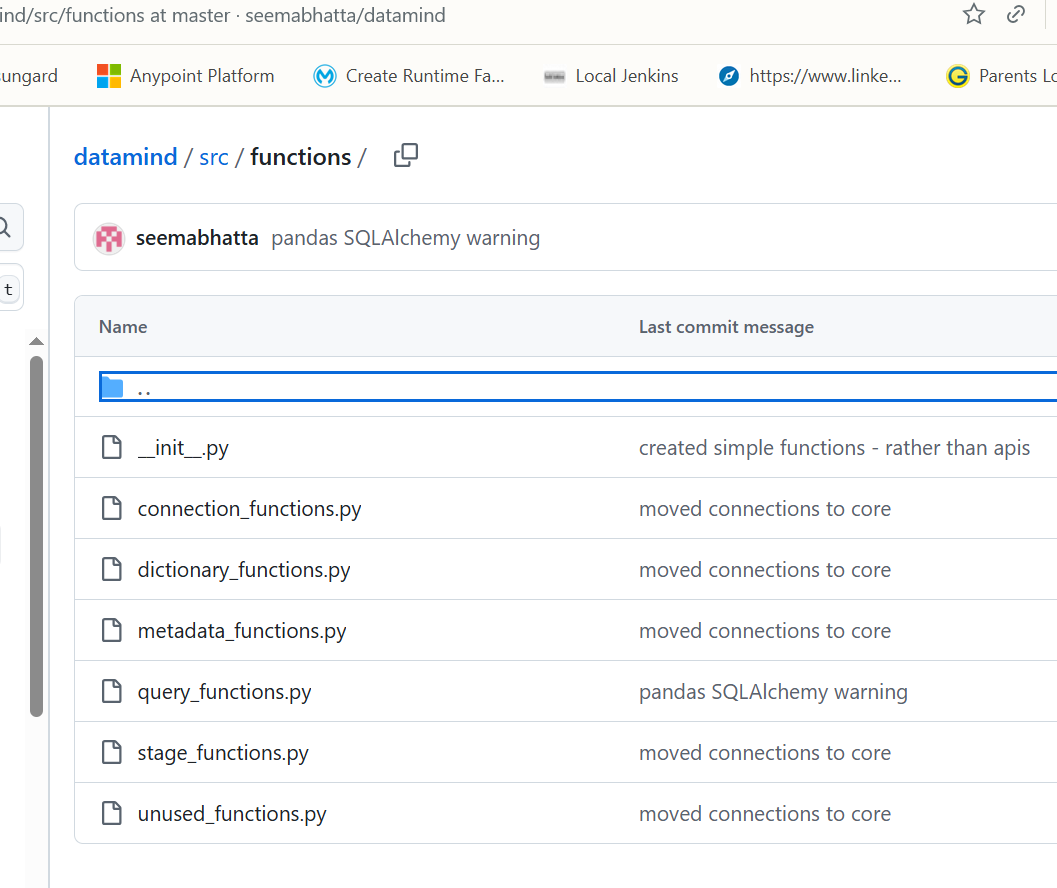 ind/src/functions at master · seemabhatta/datamind
ungard Anypoint Platform Create Runtime Fa... Local Jenkins https://www.linke... Parents Lo
datamind / src / functions /
t
seemabhatta pandas SQLAlchemy warning
Name Last commit message
..
__init__.py created simple functions - rather than apis
connection_functions.py moved connections to core
dictionary_functions.py moved connections to core
metadata_functions.py moved connections to core
query_functions.py pandas SQLAlchemy warning
stage_functions.py moved connections to core
unused_functions.py moved connections to core